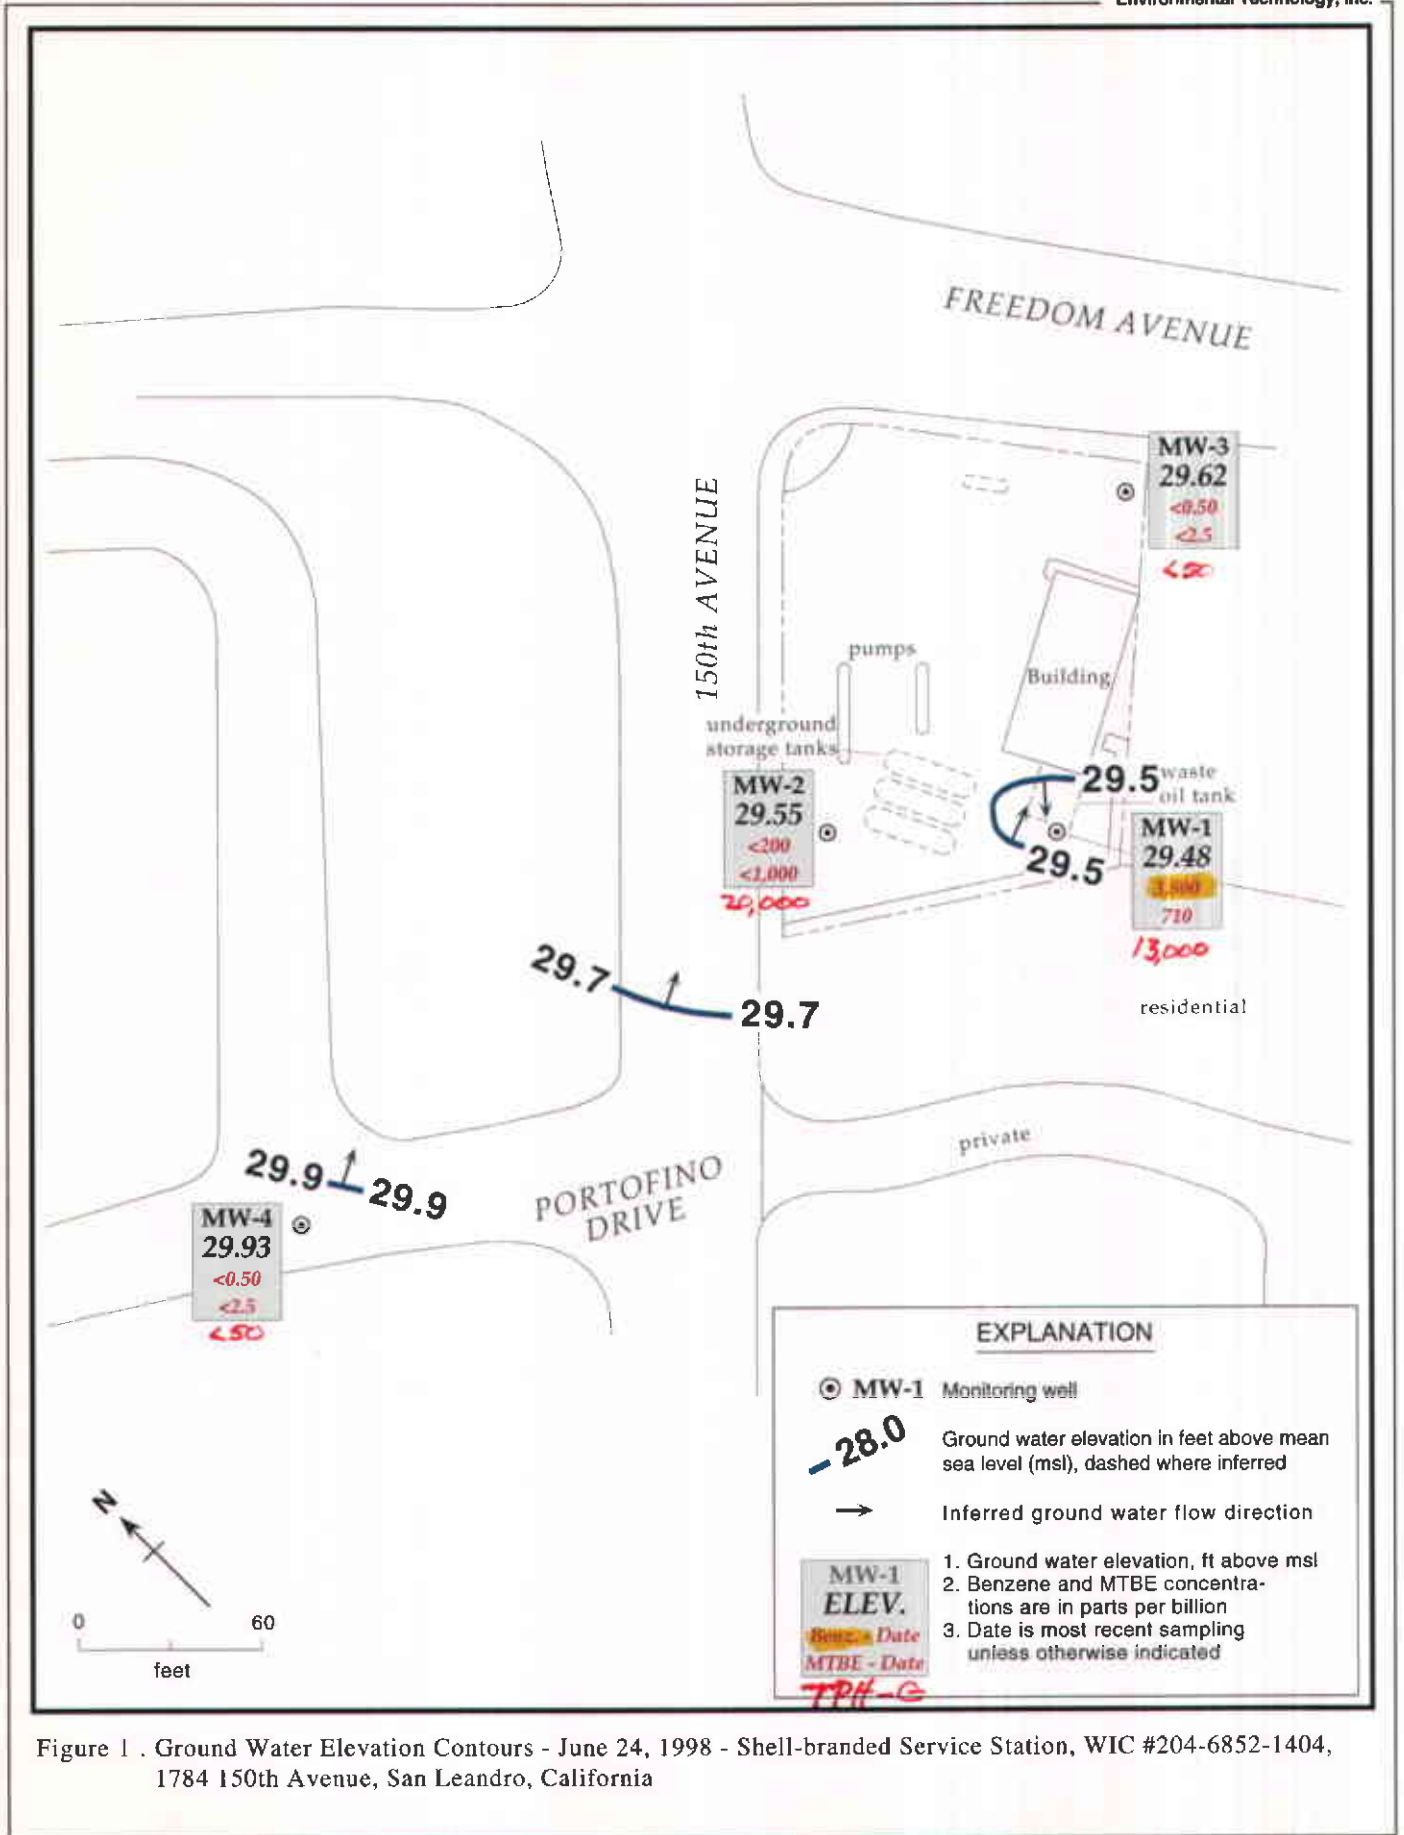 Environmental Technology, Inc.
FREEDOM AVENUE
150th AVENUE
MW-3
29.62
<0.50
<2.5
<50
pumps
Building
underground
storage tanks
MW-2
29.55
<200
<1,000
20,000
29.5
waste
oil tank
29.5
MW-1
29.48
3,800
710
13,000
29.7
29.7
residential
private
29.9
29.9
PORTOFINO
DRIVE
MW-4
29.93
<0.50
<2.5
<50
EXPLANATION
MW-1 Monitoring well
28.0
Ground water elevation in feet above mean
sea level (msl), dashed where inferred
Inferred ground water flow direction
MW-1
ELEV.
Benz. - Date
MTBE - Date
TPH-G
1. Ground water elevation, ft above msl
2. Benzene and MTBE concentra-
tions are in parts per billion
3. Date is most recent sampling
unless otherwise indicated
N
0 60
feet
Figure 1 . Ground Water Elevation Contours - June 24, 1998 - Shell-branded Service Station, WIC #204-6852-1404,
1784 150th Avenue, San Leandro, California